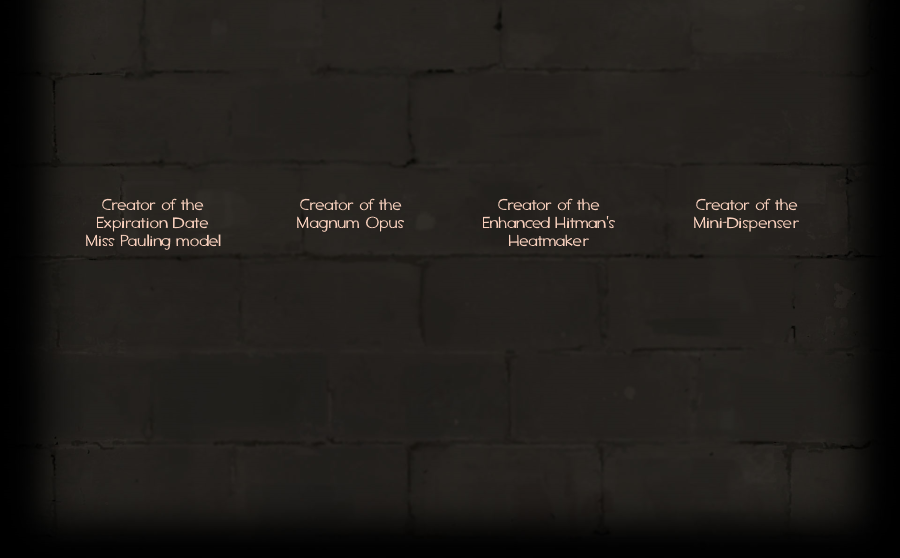 Creator of the
Expiration Date
Miss Pauling model
Creator of the
Magnum Opus
Creator of the
Enhanced Hitman's
Heatmaker
Creator of the
Mini-Dispenser